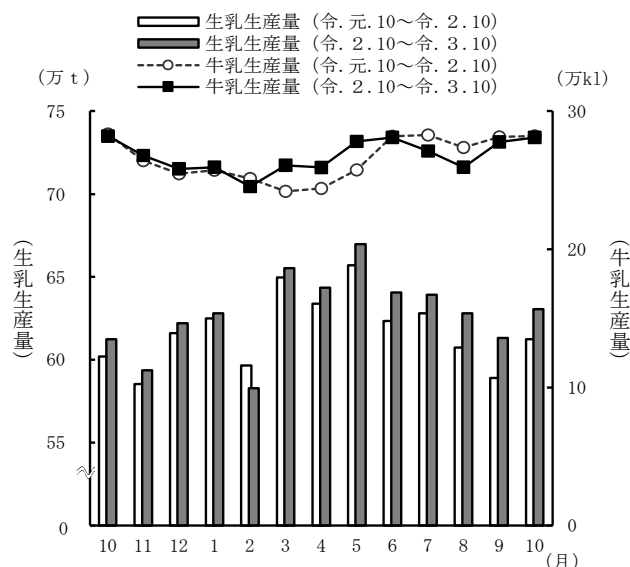 生乳生産量（令.元.10～令.2.10）
生乳生産量（令.2.10～令.3.10）
牛乳生産量（令.元.10～令.2.10）
牛乳生産量（令.2.10～令.3.10）
（万ｔ）
（万kl）
75
70
65
60
55
0
（生乳生産量）
30
20
10
0
（牛乳生産量）
10 11 12 1 2 3 4 5 6 7 8 9 10
（月）